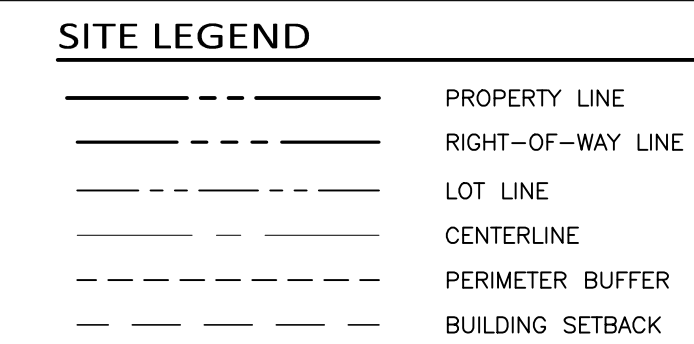 SITE LEGEND
PROPERTY LINE
RIGHT-OF-WAY LINE
LOT LINE
CENTERLINE
PERIMETER BUFFER
BUILDING SETBACK